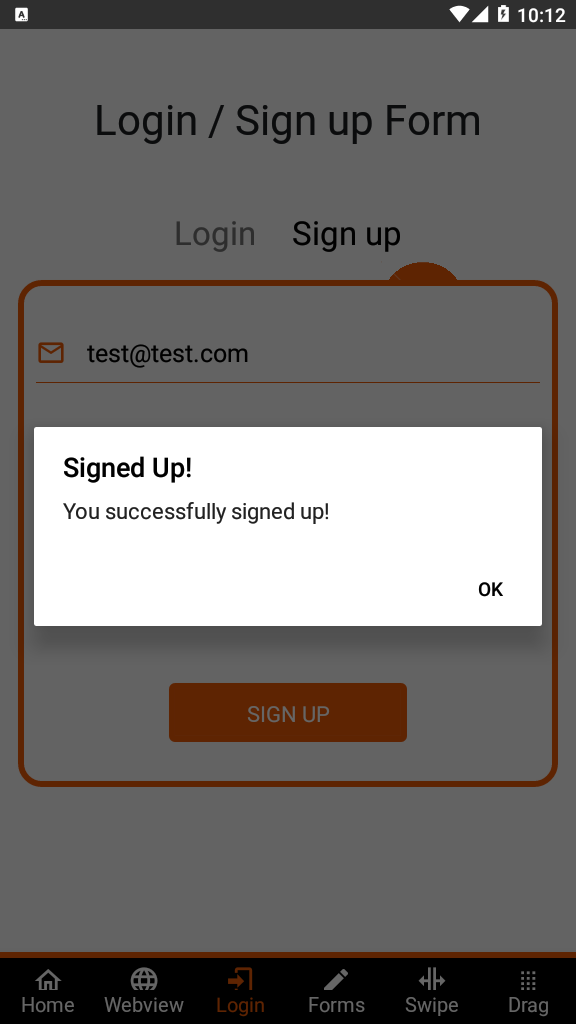 10:12
Login / Sign up Form
Login Sign up
test@test.com
Signed Up!
You successfully signed up!
OK
SIGN UP
Home Webview Login Forms Swipe Drag